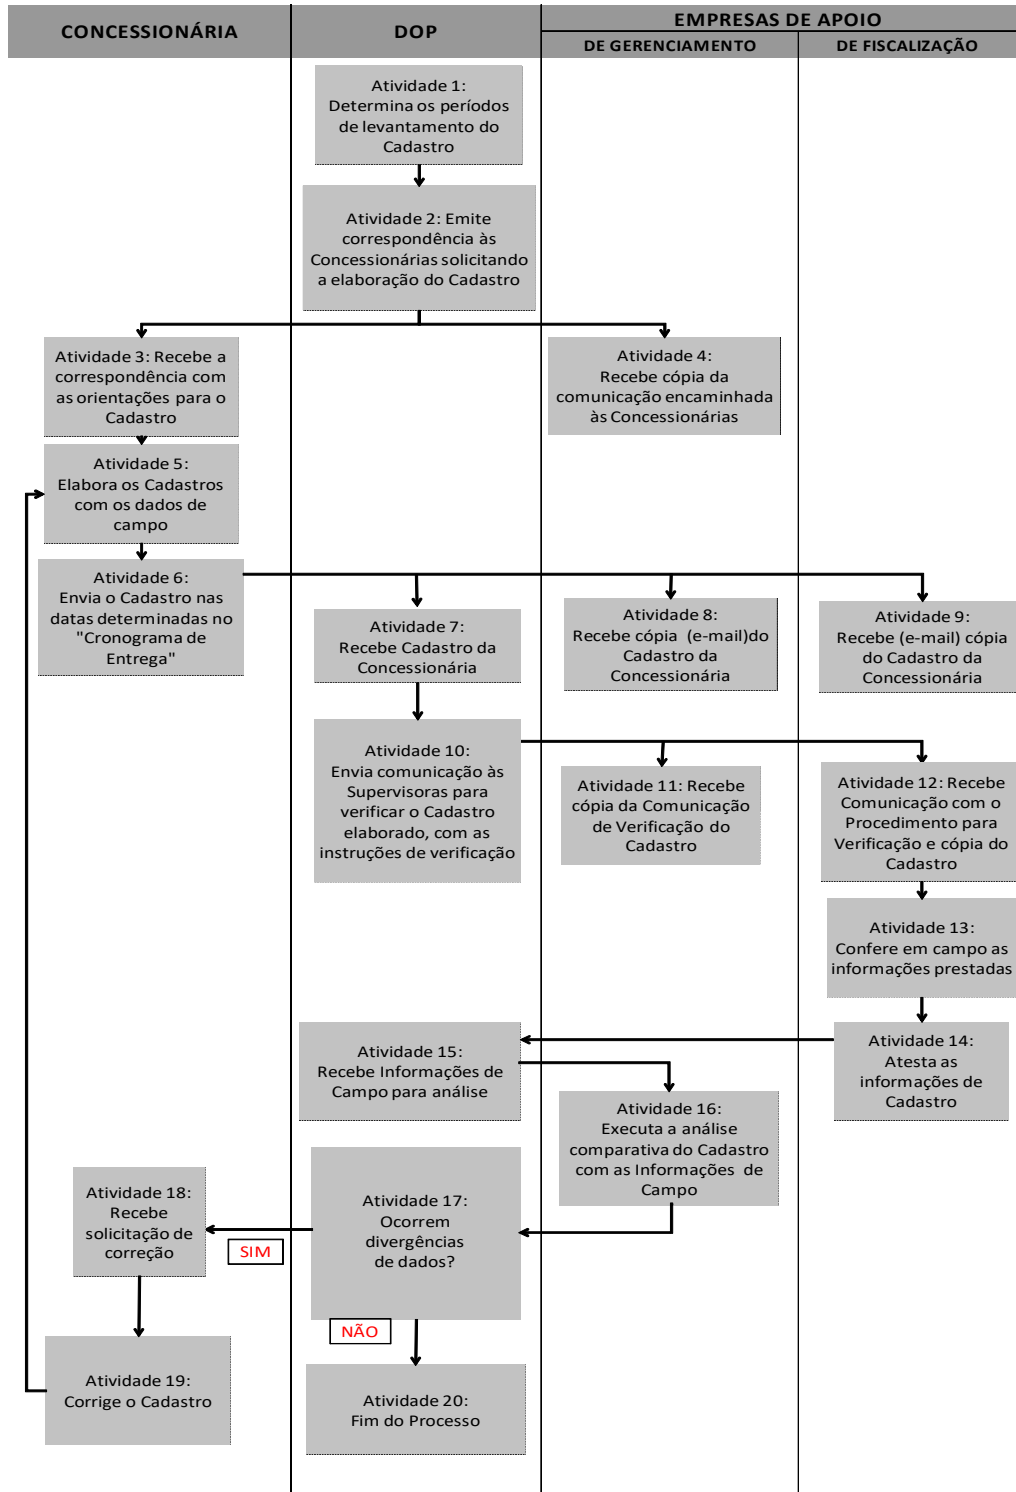 CONCESSIONÁRIA
DOP
EMPRESAS DE APOIO
DE GERENCIAMENTO
DE FISCALIZAÇÃO
Atividade 1:
Determina os períodos
de levantamento do
Cadastro
Atividade 2: Emite
correspondência às
Concessionárias solicitando
a elaboração do Cadastro
Atividade 3: Recebe a
correspondência com
as orientações para o
Cadastro
Atividade 4:
Recebe cópia da
comunicação encaminhada
às Concessionárias
Atividade 5:
Elabora os Cadastros
com os dados de
campo
Atividade 6:
Envia o Cadastro nas
datas determinadas no
"Cronograma de
Entrega"
Atividade 7:
Recebe Cadastro da
Concessionária
Atividade 8:
Recebe cópia (e-mail)do
Cadastro da
Concessionária
Atividade 9:
Recebe (e-mail) cópia
do Cadastro da
Concessionária
Atividade 10:
Envia comunicação às
Supervisoras para
verificar o Cadastro
elaborado, com as
instruções de verificação
Atividade 11: Recebe
cópia da Comunicação
de Verificação do
Cadastro
Atividade 12: Recebe
Comunicação com o
Procedimento para
Verificação e cópia do
Cadastro
Atividade 13:
Confere em campo as
informações prestadas
Atividade 14:
Atesta as
informações de
Cadastro
Atividade 15:
Recebe Informações de
Campo para análise
Atividade 16:
Executa a análise
comparativa do Cadastro
com as Informações de
Campo
Atividade 17:
Ocorrem
divergências
de dados?
Atividade 18:
Recebe
solicitação de
correção
SIM
NÃO
Atividade 19:
Corrige o Cadastro
Atividade 20:
Fim do Processo